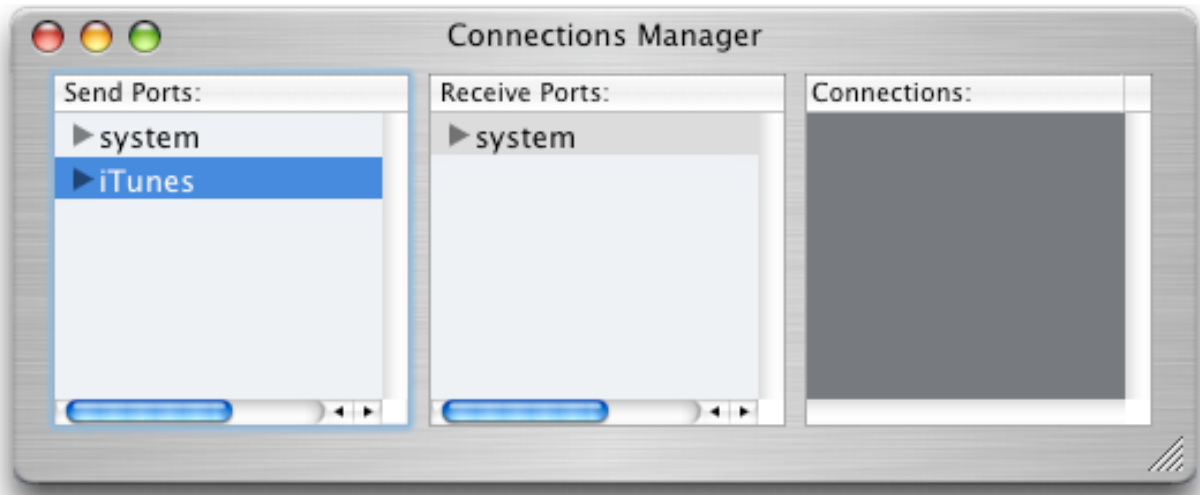 Connections Manager
Send Ports:
system
iTunes
Receive Ports:
system
Connections: